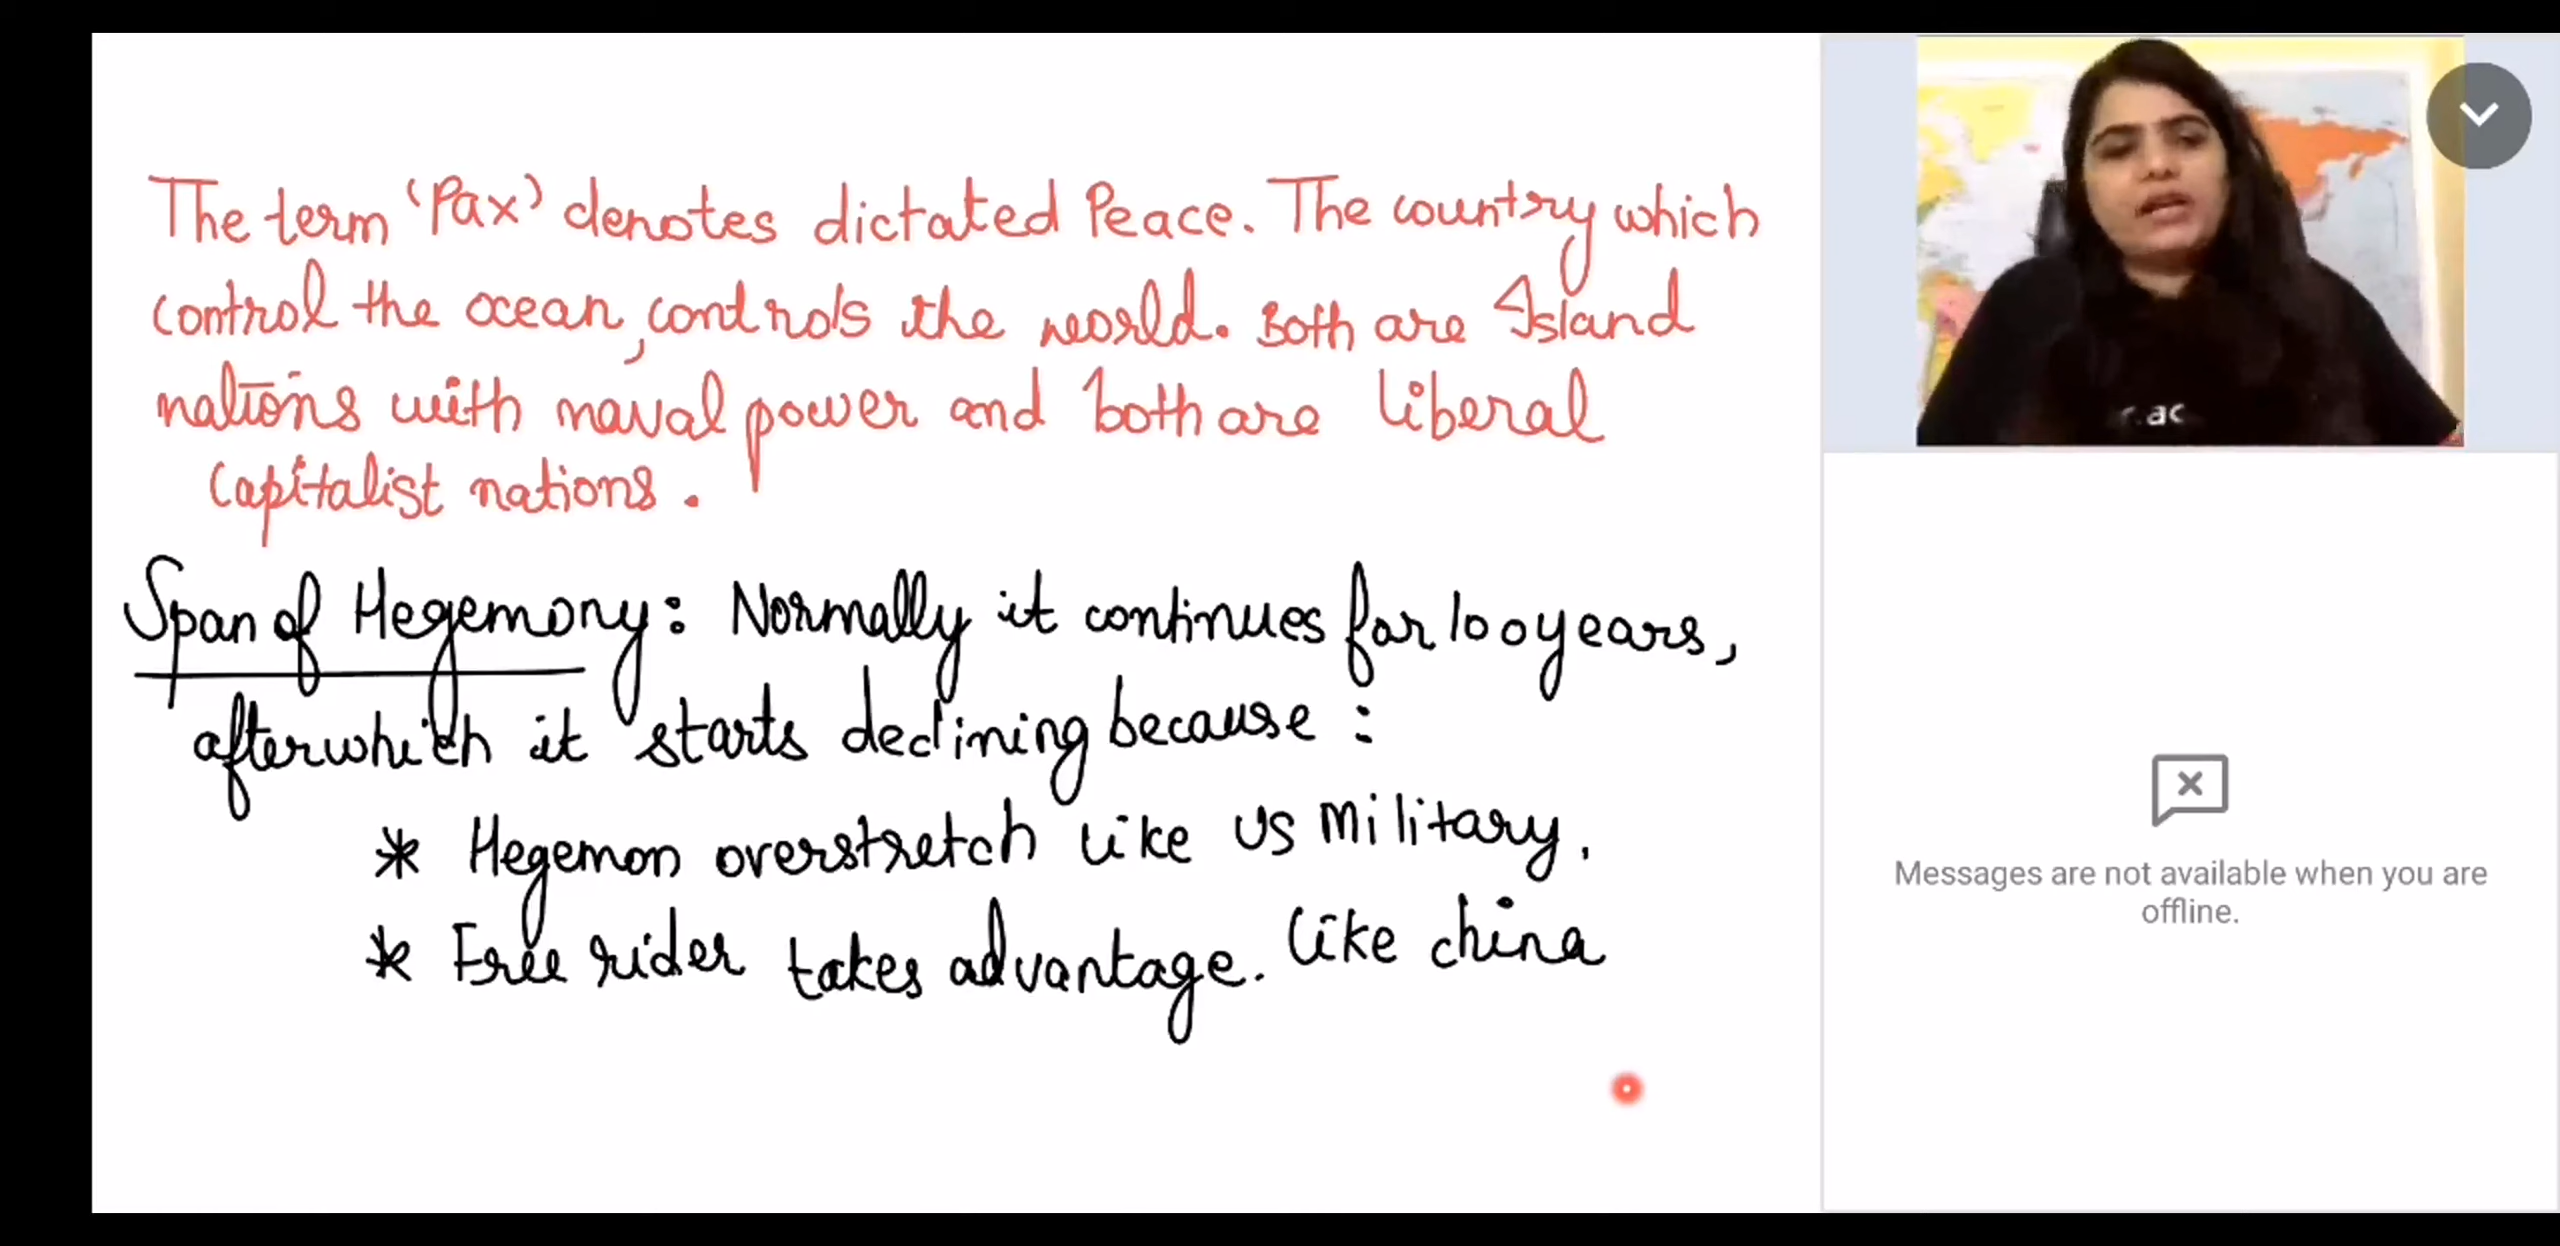 The term 'Pax' denotes dictated Peace. The country which
control the ocean, controls the world. Both are Island
nations with naval power and both are liberal
capitalist nations.
Span of Hegemony: Normally it continues for 100 years,
afterwhich it starts declining because :
* Hegemon overstretch like US military.
* Free rider takes advantage. like china
r.ac
Messages are not available when you are
offline.